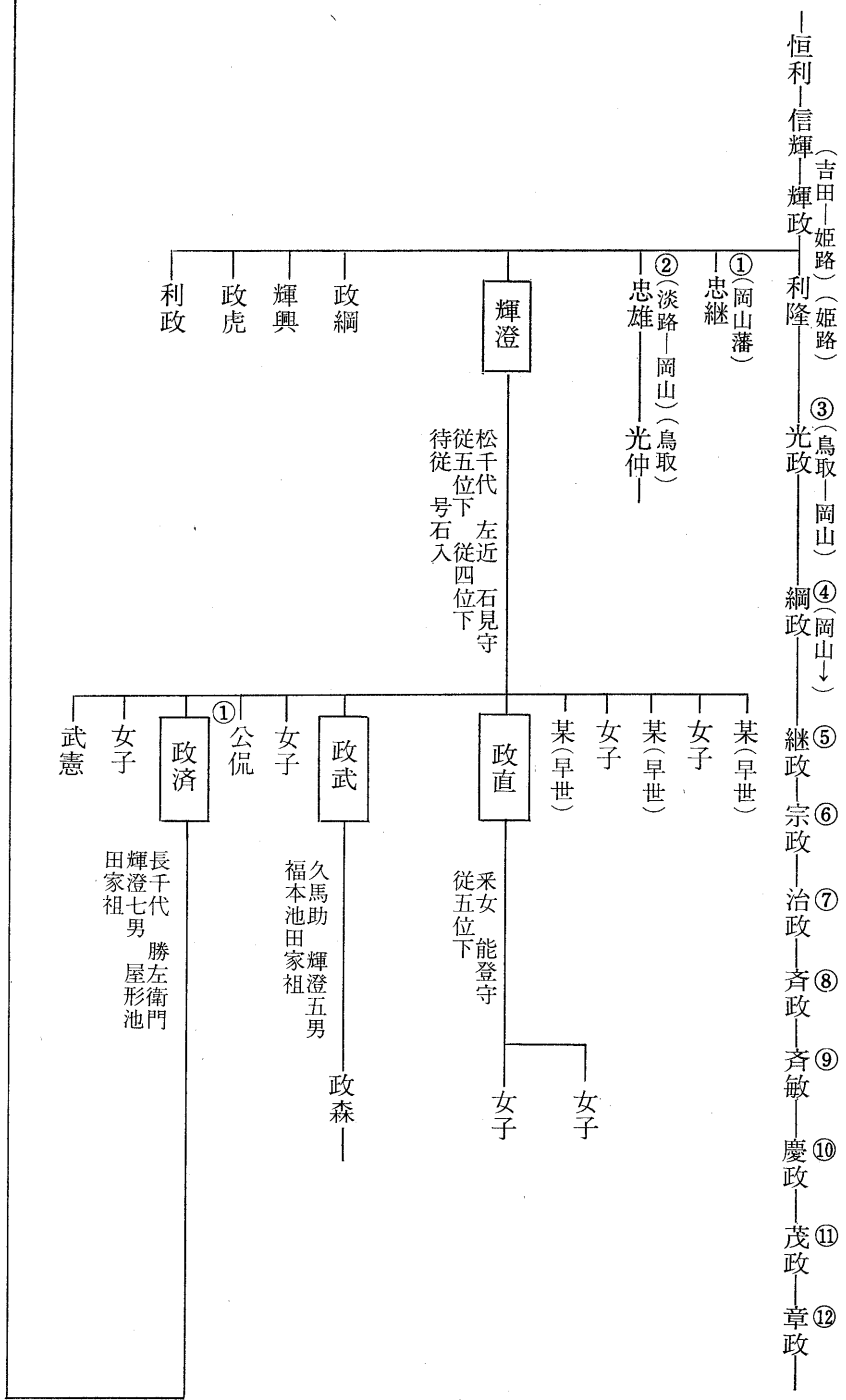 恒利
信輝
輝政
（吉田―姫路）
利隆
（姫路）
光政
③（鳥取―岡山）
綱政
④（岡山→）
継政
⑤
宗政
⑥
治政
⑦
斉政
⑧
斉敏
⑨
慶政
⑩
茂政
⑪
章政
⑫
①（岡山藩）
忠継
②（淡路―岡山）（鳥取）
忠雄
光仲
輝澄
松千代　左近　石見守
従五位下　従四位下
待従　号石入
政綱
輝興
政虎
利政
某（早世）
女子
某（早世）
女子
某（早世）
政直
釆女　能登守
従五位下
女子
女子
政武
久馬助　輝澄五男
福本池田家祖
政森
女子
公侃
①
政済
長千代　勝左衛門
輝澄七男　屋形池
田家祖
女子
武憲